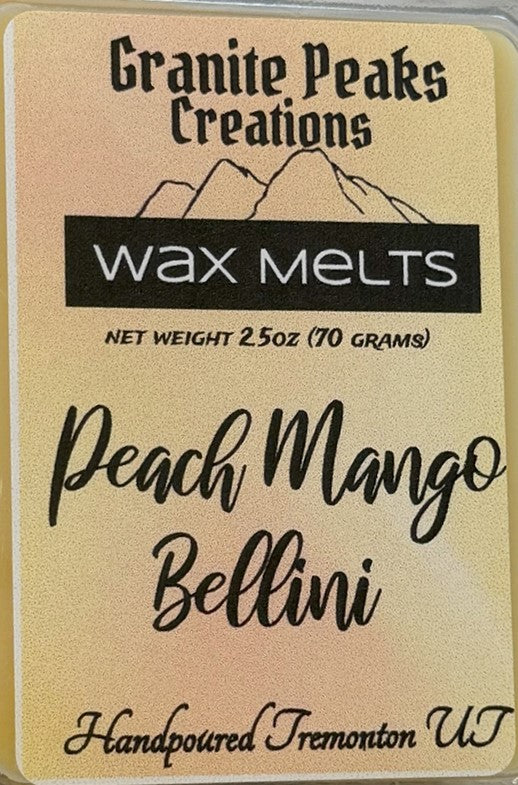 Granite Peaks
Creations
wax MeLTS
NET WEIGHT 2.5OZ (70 GRAMS)
Peach Mango
Bellini
Handpoured Tremonton UT